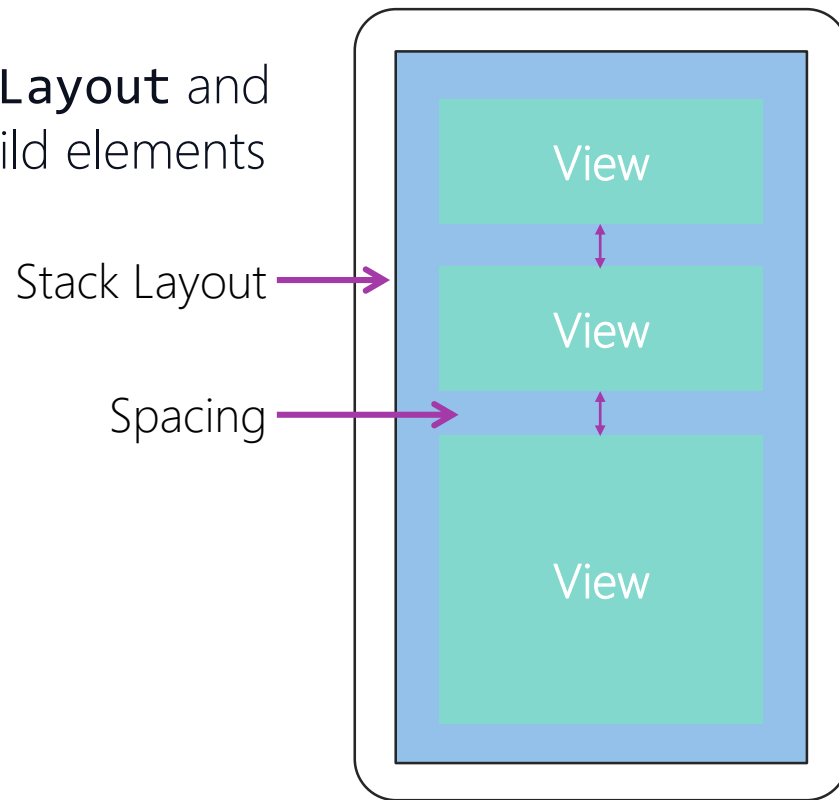 Layout and
ild elements
View
Stack Layout
View
Spacing
View